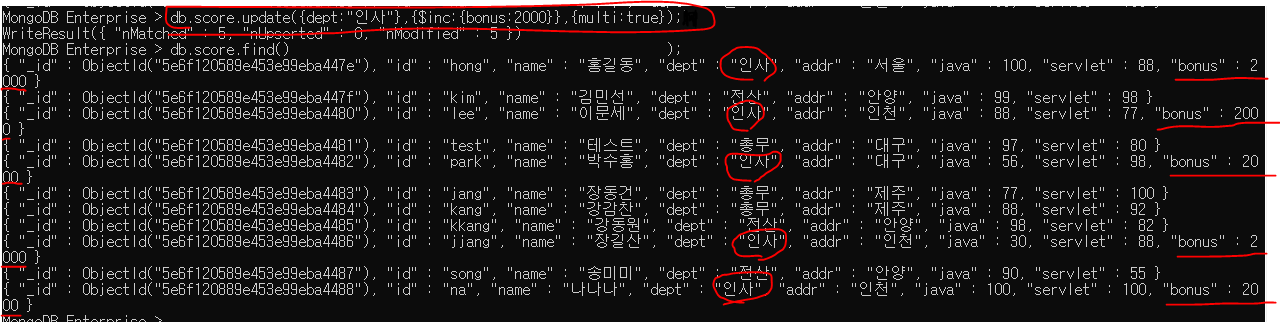 MongoDB Enterprise > db.score.update({dept:"인사"},{$inc:{bonus:2000}},{multi:true});
WriteResult({ "nMatched" : 5, "nUpserted" : 0, "nModified" : 5 })
MongoDB Enterprise > db.score.find() );
{ "_id" : ObjectId("5e6f120589e453e99eba447e"), "id" : "hong", "name" : "홍길동", "dept" : "인사", "addr" : "서울", "java" : 100, "servlet" : 88, "bonus" : 2
000 }
{ "_id" : ObjectId("5e6f120589e453e99eba447f"), "id" : "kim", "name" : "김민선", "dept" : "전산", "addr" : "안양", "java" : 99, "servlet" : 98 }
{ "_id" : ObjectId("5e6f120589e453e99eba4480"), "id" : "lee", "name" : "이문세", "dept" : "인사", "addr" : "인천", "java" : 88, "servlet" : 77, "bonus" : 200
0 }
{ "_id" : ObjectId("5e6f120589e453e99eba4481"), "id" : "test", "name" : "테스트", "dept" : "총무", "addr" : "대구", "java" : 97, "servlet" : 80 }
{ "_id" : ObjectId("5e6f120589e453e99eba4482"), "id" : "park", "name" : "박수홍", "dept" : "인사", "addr" : "대구", "java" : 56, "servlet" : 98, "bonus" : 20
00 }
{ "_id" : ObjectId("5e6f120589e453e99eba4483"), "id" : "jang", "name" : "장동건", "dept" : "총무", "addr" : "제주", "java" : 77, "servlet" : 100 }
{ "_id" : ObjectId("5e6f120589e453e99eba4484"), "id" : "kang", "name" : "강감찬", "dept" : "총무", "addr" : "제주", "java" : 88, "servlet" : 92 }
{ "_id" : ObjectId("5e6f120589e453e99eba4485"), "id" : "kkang", "name" : "강동원", "dept" : "전산", "addr" : "안양", "java" : 98, "servlet" : 82 }
{ "_id" : ObjectId("5e6f120589e453e99eba4486"), "id" : "jjang", "name" : "장길산", "dept" : "인사", "addr" : "인천", "java" : 30, "servlet" : 88, "bonus" : 2
000 }
{ "_id" : ObjectId("5e6f120589e453e99eba4487"), "id" : "song", "name" : "송미미", "dept" : "전산", "addr" : "안양", "java" : 90, "servlet" : 55 }
{ "_id" : ObjectId("5e6f120589e453e99eba4488"), "id" : "na", "name" : "나나나", "dept" : "인사", "addr" : "인천", "java" : 100, "servlet" : 100, "bonus" : 20
00 }
MongoDB Enterprise >